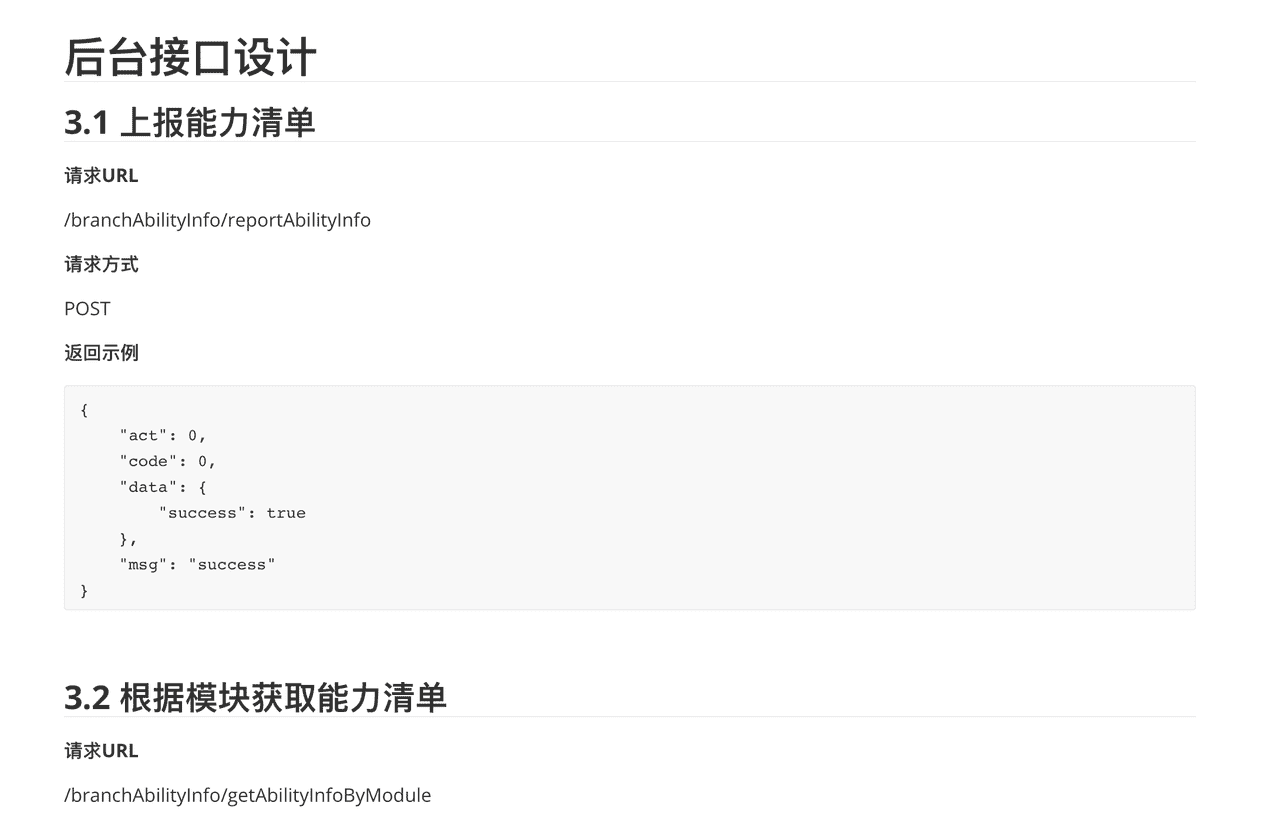 后台接口设计
3.1 上报能力清单
请求URL
/branchAbilityInfo/reportAbilityInfo
请求方式
POST
返回示例
{
    "act": 0,
    "code": 0,
    "data": {
        "success": true
    },
    "msg": "success"
}
3.2 根据模块获取能力清单
请求URL
/branchAbilityInfo/getAbilityInfoByModule